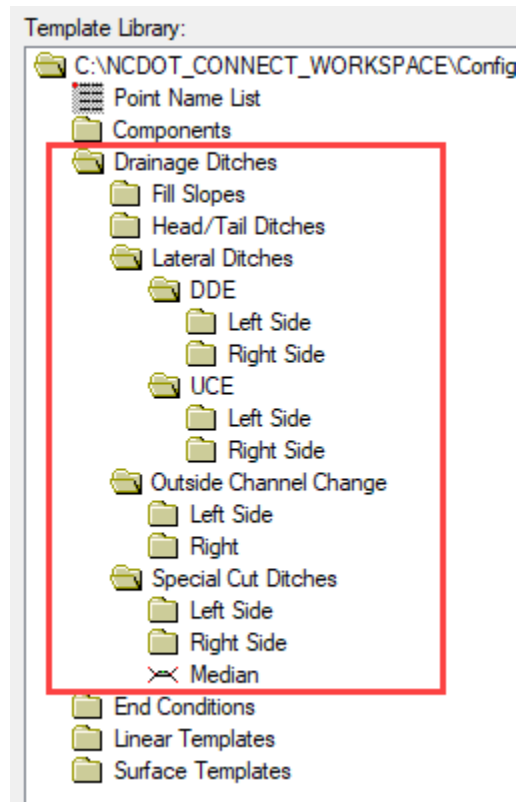 Template Library:
C:\NCDOT_CONNECT_WORKSPACE\Config
Point Name List
Components
Drainage Ditches
Fill Slopes
Head/Tail Ditches
Lateral Ditches
DDE
Left Side
Right Side
UCE
Left Side
Right Side
Outside Channel Change
Left Side
Right
Special Cut Ditches
Left Side
Right Side
Median
End Conditions
Linear Templates
Surface Templates